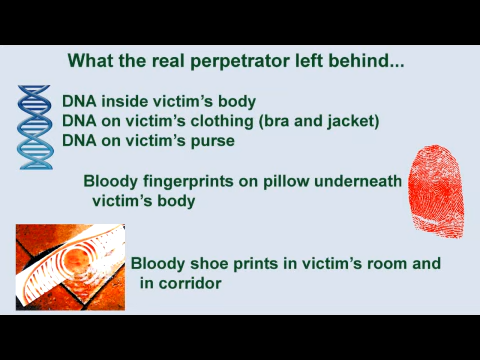 What the real perpetrator left behind...
DNA inside victim's body
DNA on victim's clothing (bra and jacket)
DNA on victim's purse
Bloody fingerprints on pillow underneath
victim's body
Bloody shoe prints in victim's room and
in corridor